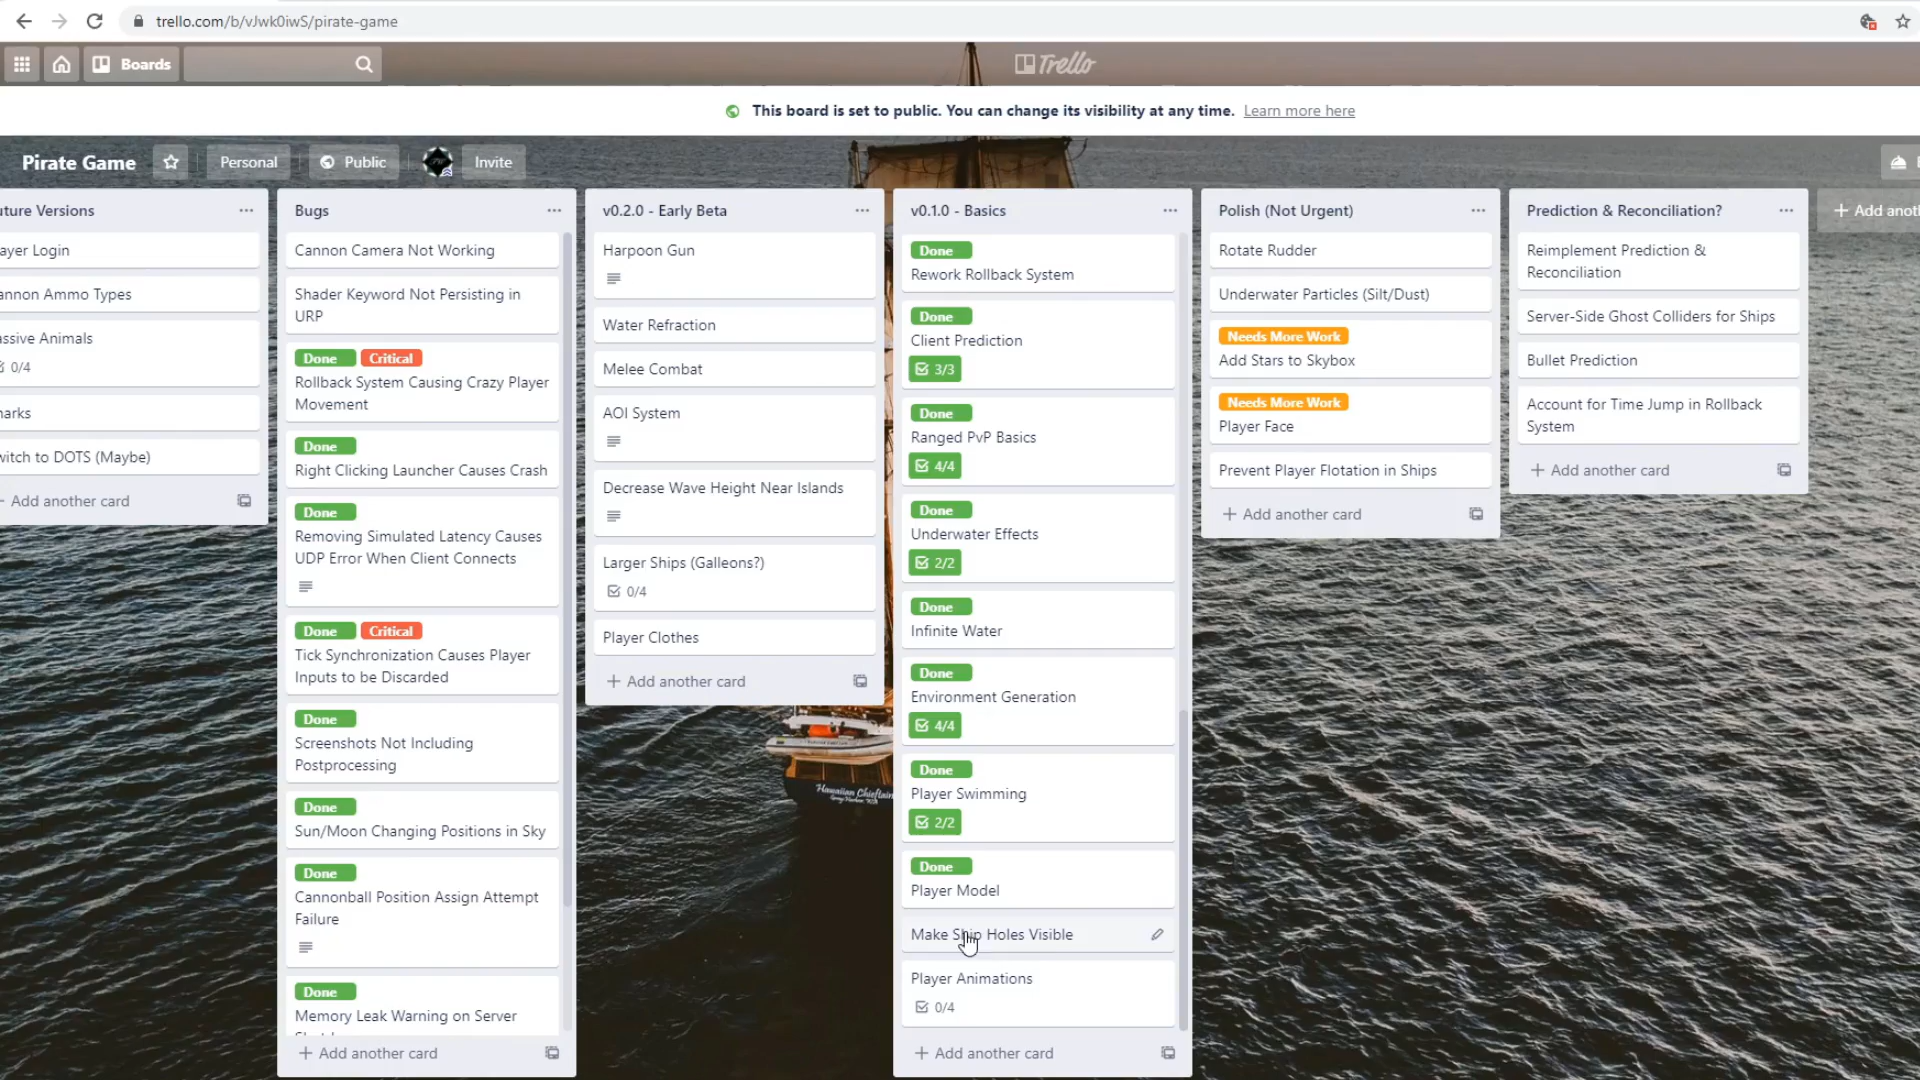 trello.com/b/vJwk0iwS/pirate-game
Boards
Trello
This board is set to public. You can change its visibility at any time. Learn more here
Pirate Game
Personal
Public
Invite
uture Versions
ayer Login
annon Ammo Types
assive Animals
0/4
arks
witch to DOTS (Maybe)
Add another card
Bugs
Cannon Camera Not Working
Shader Keyword Not Persisting in
URP
Done Critical
Rollback System Causing Crazy Player
Movement
Done
Right Clicking Launcher Causes Crash
Done
Removing Simulated Latency Causes
UDP Error When Client Connects
Done Critical
Tick Synchronization Causes Player
Inputs to be Discarded
Done
Screenshots Not Including
Postprocessing
Done
Sun/Moon Changing Positions in Sky
Done
Cannonball Position Assign Attempt
Failure
Done
Memory Leak Warning on Server
+ Add another card
v0.2.0 - Early Beta
Harpoon Gun
Water Refraction
Melee Combat
AOI System
Decrease Wave Height Near Islands
Larger Ships (Galleons?)
0/4
Player Clothes
+ Add another card
Hawaiian Chieftain
v0.1.0 - Basics
Done
Rework Rollback System
Done
Client Prediction
3/3
Done
Ranged PvP Basics
4/4
Done
Underwater Effects
2/2
Done
Infinite Water
Done
Environment Generation
4/4
Done
Player Swimming
2/2
Done
Player Model
Make Ship Holes Visible
Player Animations
0/4
+ Add another card
Polish (Not Urgent)
Rotate Rudder
Underwater Particles (Silt/Dust)
Needs More Work
Add Stars to Skybox
Needs More Work
Player Face
Prevent Player Flotation in Ships
+ Add another card
Prediction & Reconciliation?
Reimplement Prediction &
Reconciliation
Server-Side Ghost Colliders for Ships
Bullet Prediction
Account for Time Jump in Rollback
System
+ Add another card
+ Add anot